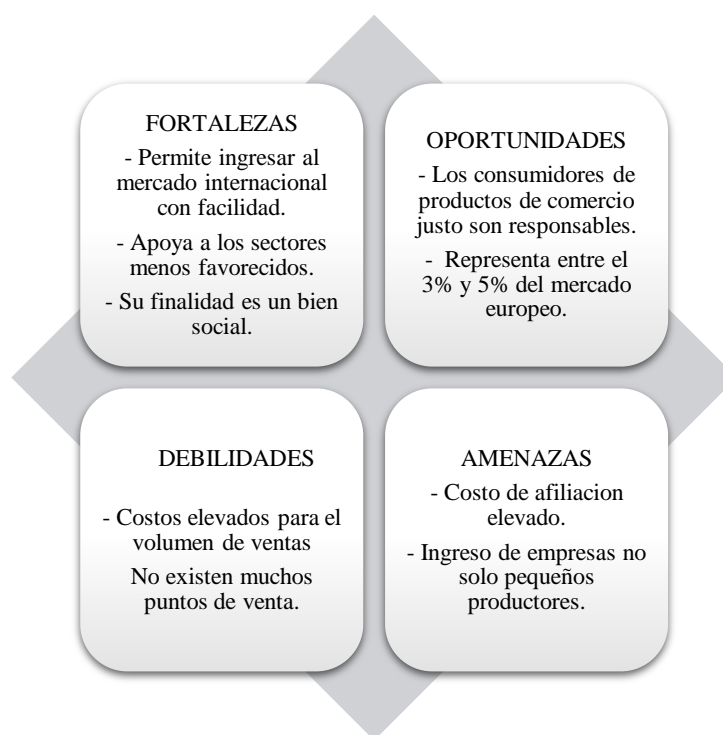 FORTALEZAS
- Permite ingresar al
mercado internacional
con facilidad.
- Apoya a los sectores
menos favorecidos.
- Su finalidad es un bien
social.
OPORTUNIDADES
- Los consumidores de
productos de comercio
justo son responsables.
- Representa entre el
3% y 5% del mercado
europeo.
DEBILIDADES
- Costos elevados para el
volumen de ventas
No existen muchos
puntos de venta.
AMENAZAS
- Costo de afiliacion
elevado.
- Ingreso de empresas no
solo pequeños
productores.